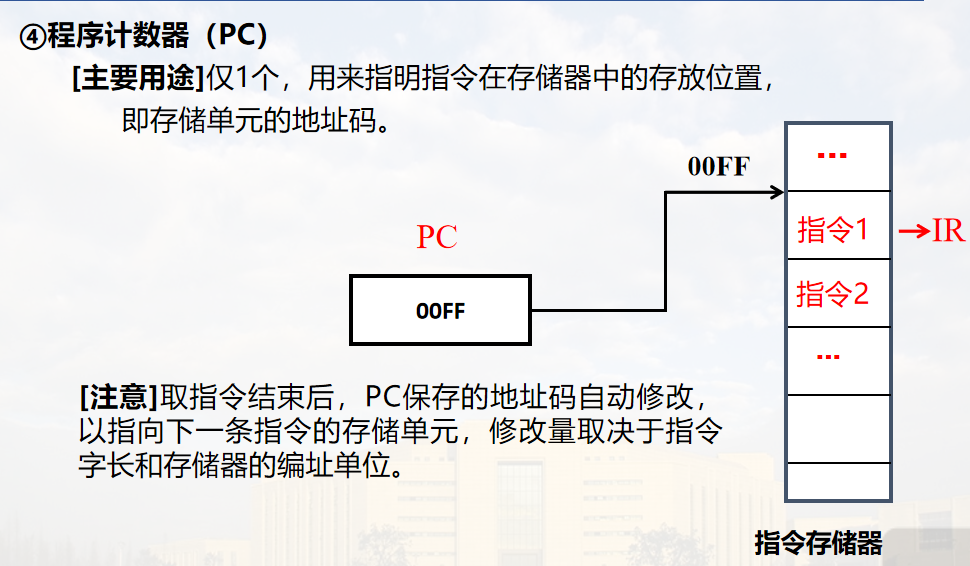 ④程序计数器（PC）
[主要用途]仅1个，用来指明指令在存储器中的存放位置，
即存储单元的地址码。
00FF
...
PC
指令1
IR
00FF
指令2
...
[注意]取指令结束后，PC保存的地址码自动修改，
以指向下一条指令的存储单元，修改量取决于指令
字长和存储器的编址单位。
指令存储器